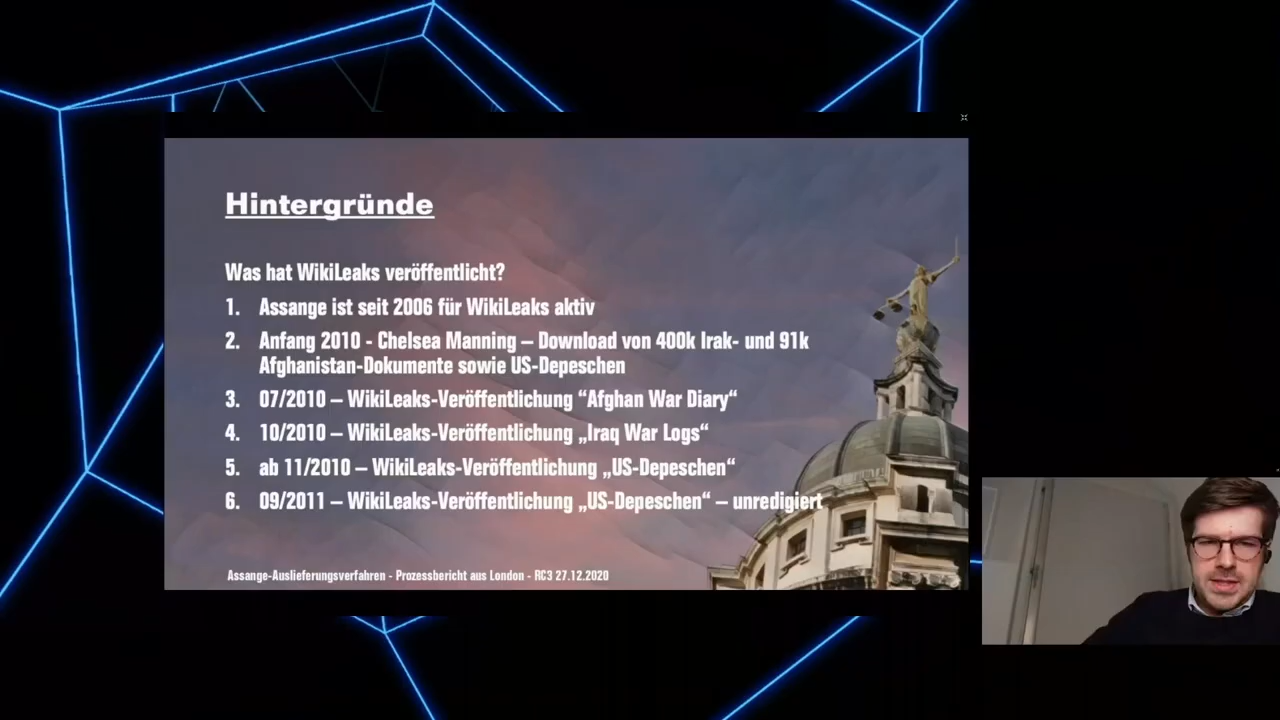 Hintergründe
Was hat WikiLeaks veröffentlicht?
1. Assange ist seit 2006 für WikiLeaks aktiv
2. Anfang 2010 - Chelsea Manning – Download von 400k Irak- und 91k
Afghanistan-Dokumente sowie US-Depeschen
3. 07/2010 – WikiLeaks-Veröffentlichung “Afghan War Diary“
4. 10/2010 – WikiLeaks-Veröffentlichung „Iraq War Logs“
5. ab 11/2010 – WikiLeaks-Veröffentlichung „US-Depeschen“
6. 09/2011 – WikiLeaks-Veröffentlichung „US-Depeschen“ – unredigiert
Assange-Auslieferungsverfahren - Prozessbericht aus London - RC3 27.12.2020